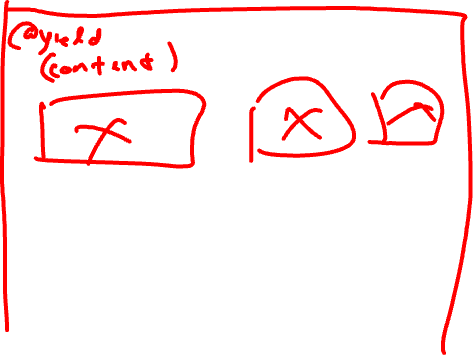 @yield
(content)
x
x